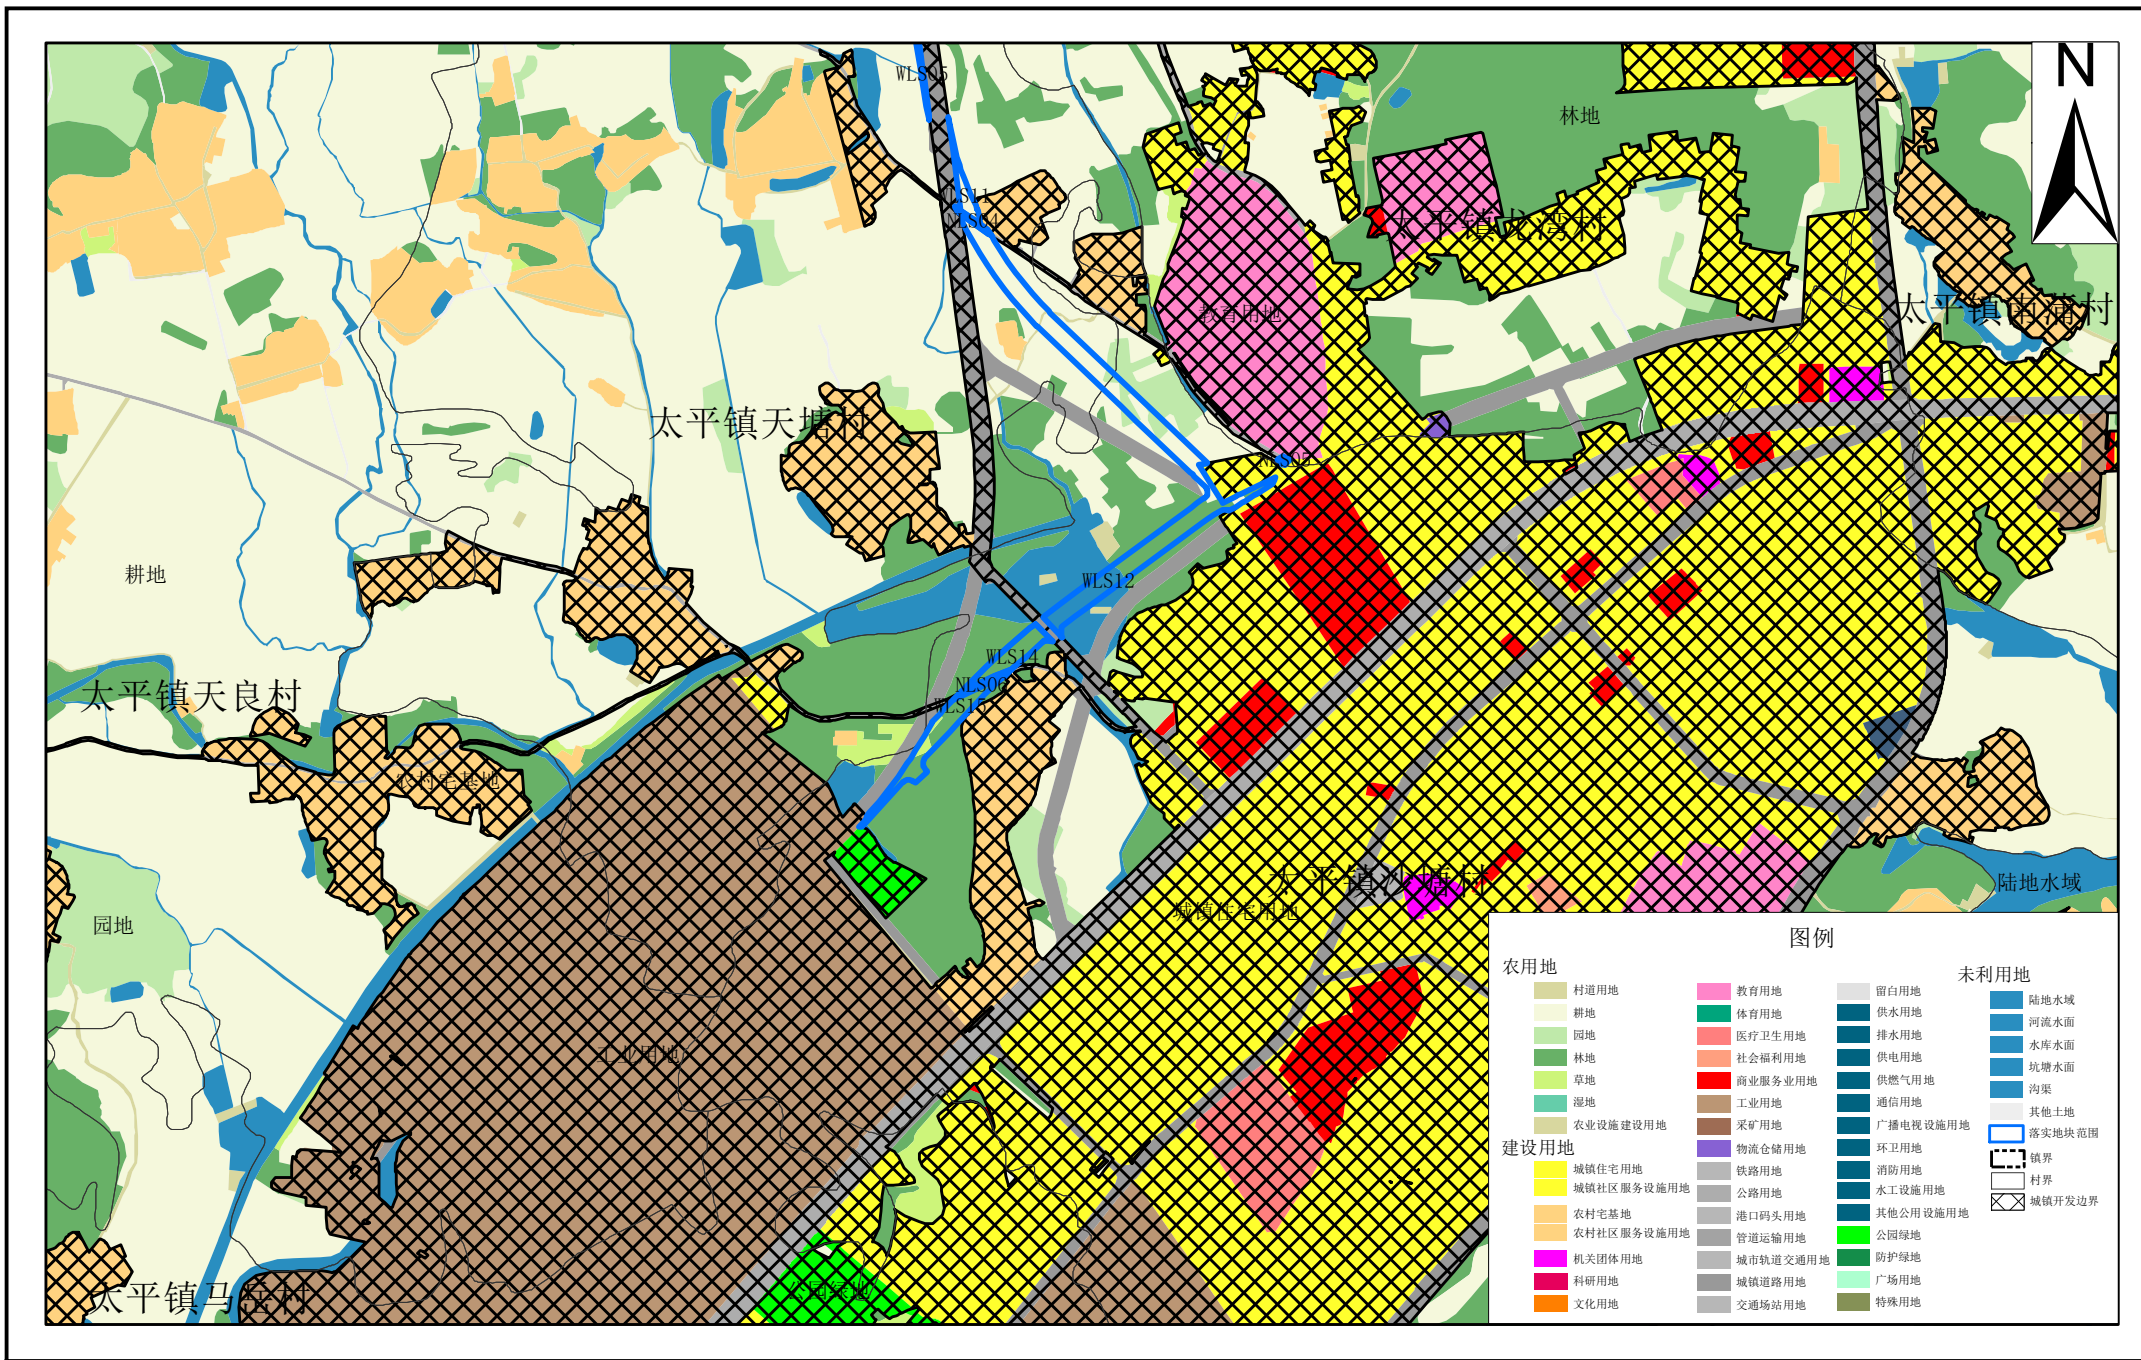 N
WLS05
林地
WLS11
NLS04
太平镇龙湾村
教育用地
太平镇南蒲村
太平镇天塘村
NLS05
耕地
WLS12
WLS14
NLS06
WLS15
太平镇天良村
农村宅基地
太平镇沙塘村
陆地水域
城镇住宅用地
园地
工业用地
公园绿地
太平镇马岳村
图例
农用地
村道用地
耕地
园地
林地
草地
湿地
农业设施建设用地
建设用地
城镇住宅用地
城镇社区服务设施用地
农村宅基地
农村社区服务设施用地
机关团体用地
科研用地
文化用地
教育用地
体育用地
医疗卫生用地
社会福利用地
商业服务业用地
工业用地
采矿用地
物流仓储用地
铁路用地
公路用地
港口码头用地
管道运输用地
城市轨道交通用地
城镇道路用地
交通场站用地
留白用地
供水用地
排水用地
供电用地
供燃气用地
通信用地
广播电视设施用地
环卫用地
消防用地
水工设施用地
其他公用设施用地
公园绿地
防护绿地
广场用地
特殊用地
未利用地
陆地水域
河流水面
水库水面
坑塘水面
沟渠
其他土地
落实地块范围
镇界
村界
城镇开发边界